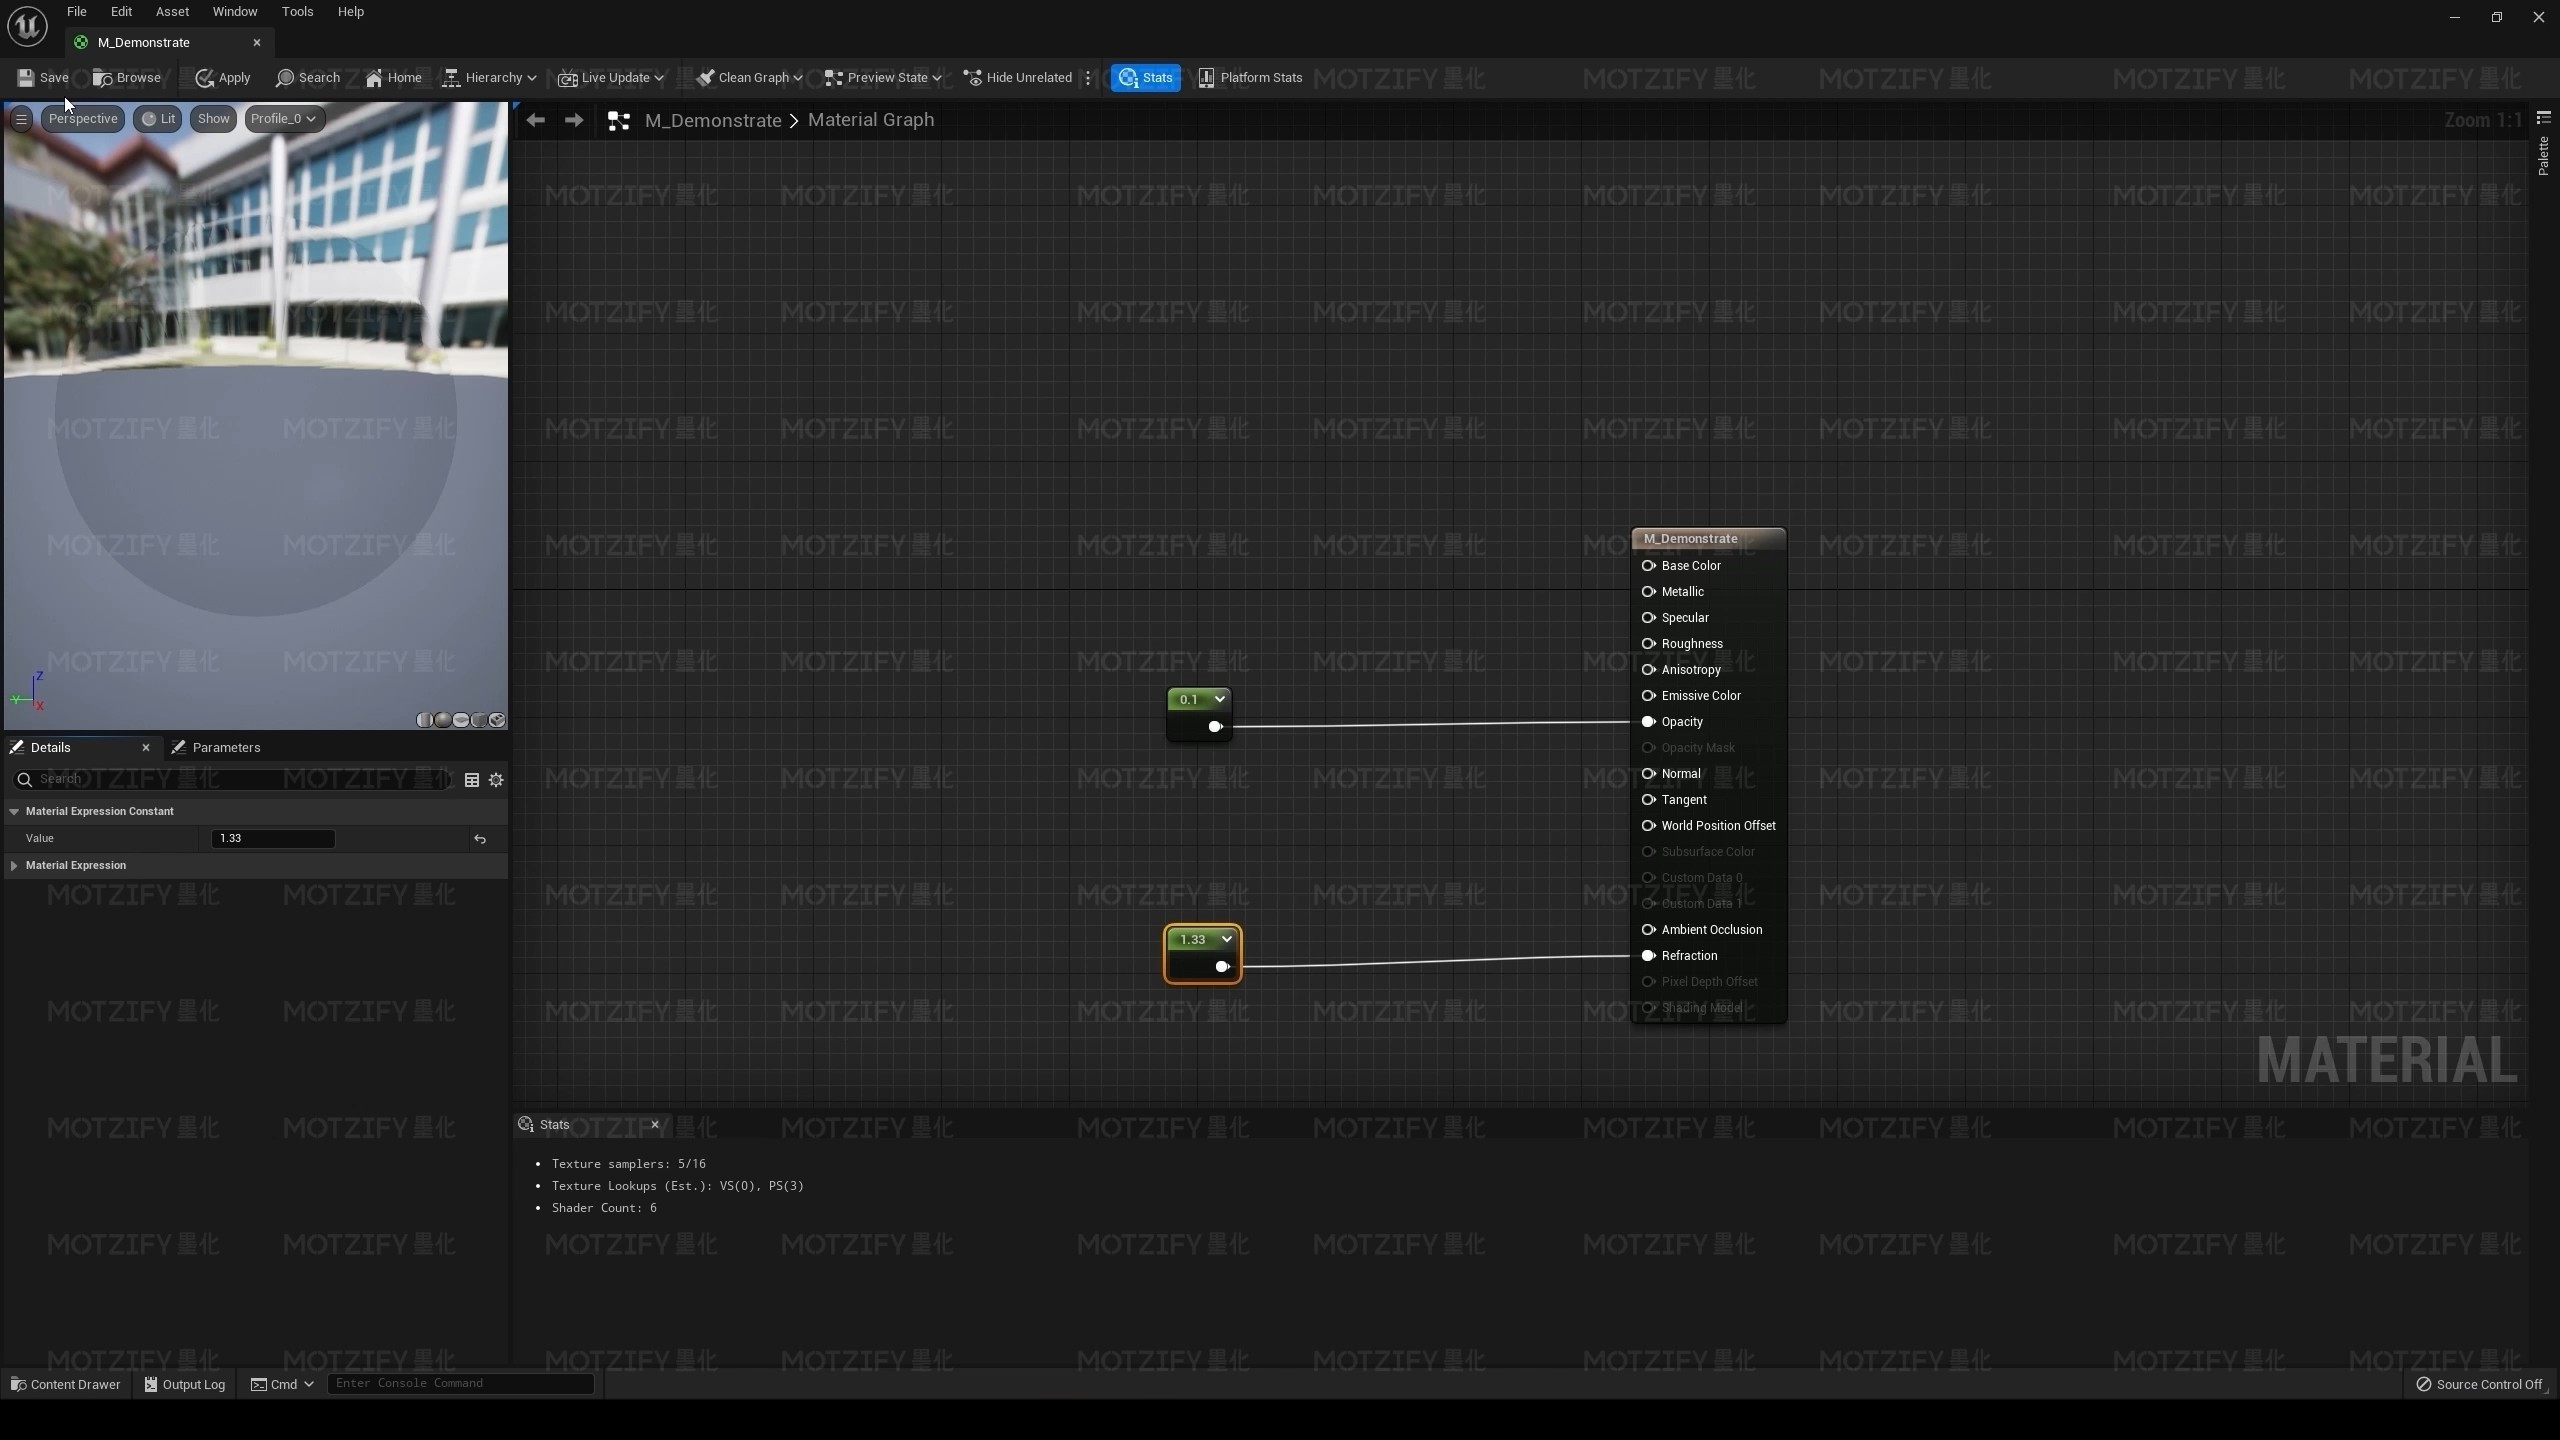 File Edit Asset Window Tools Help
M_Demonstrate
Save Browse Apply Search Home Hierarchy Live Update Clean Graph Preview State Hide Unrelated Stats Platform Stats
Perspective Lit Show Profile_0
M_Demonstrate > Material Graph
Zoom 1:1
Palette
Z
Y
X
M_Demonstrate
Base Color
Metallic
Specular
Roughness
Anisotropy
Emissive Color
0.1
Opacity
Opacity Mask
Normal
Tangent
World Position Offset
Subsurface Color
Custom Data 0
Custom Data 1
Ambient Occlusion
1.33
Refraction
Pixel Depth Offset
Shading Model
MATERIAL
Details Parameters
Search
Material Expression Constant
Value 1.33
Material Expression
Stats
• Texture samplers: 5/16
• Texture Lookups (Est.): VS(0), PS(3)
• Shader Count: 6
Content Drawer Output Log Cmd Enter Console Command
Source Control Off
MOTZIFY 墨化